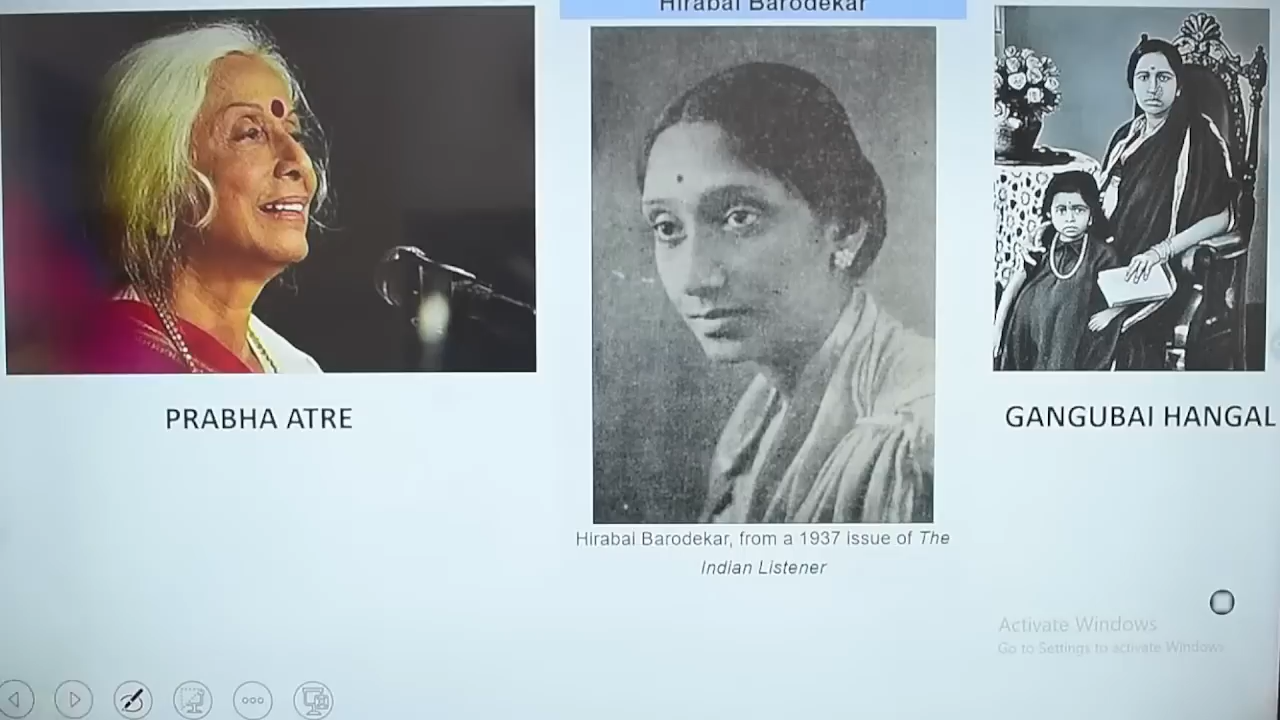 Hirabai Barodekar
PRABHA ATRE
GANGUBAI HANGAL
Hirabai Barodekar, from a 1937 issue of The
Indian Listener
Activate Windows
Go to Settings to activate Windows.